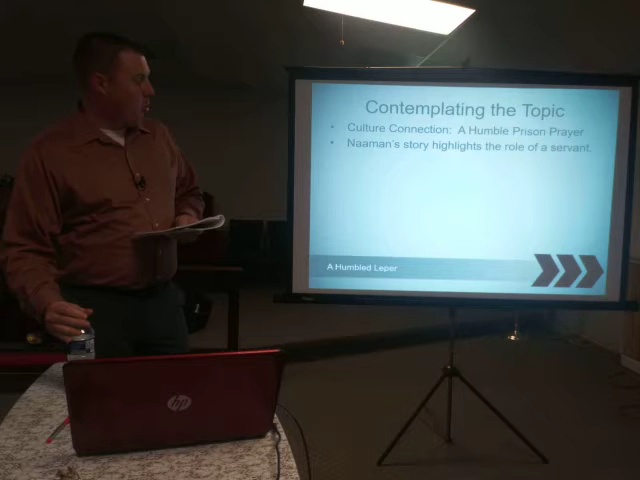 Contemplating the Topic
• Culture Connection: A Humble Prison Prayer
• Naaman's story highlights the role of a servant.
A Humbled Leper
hp